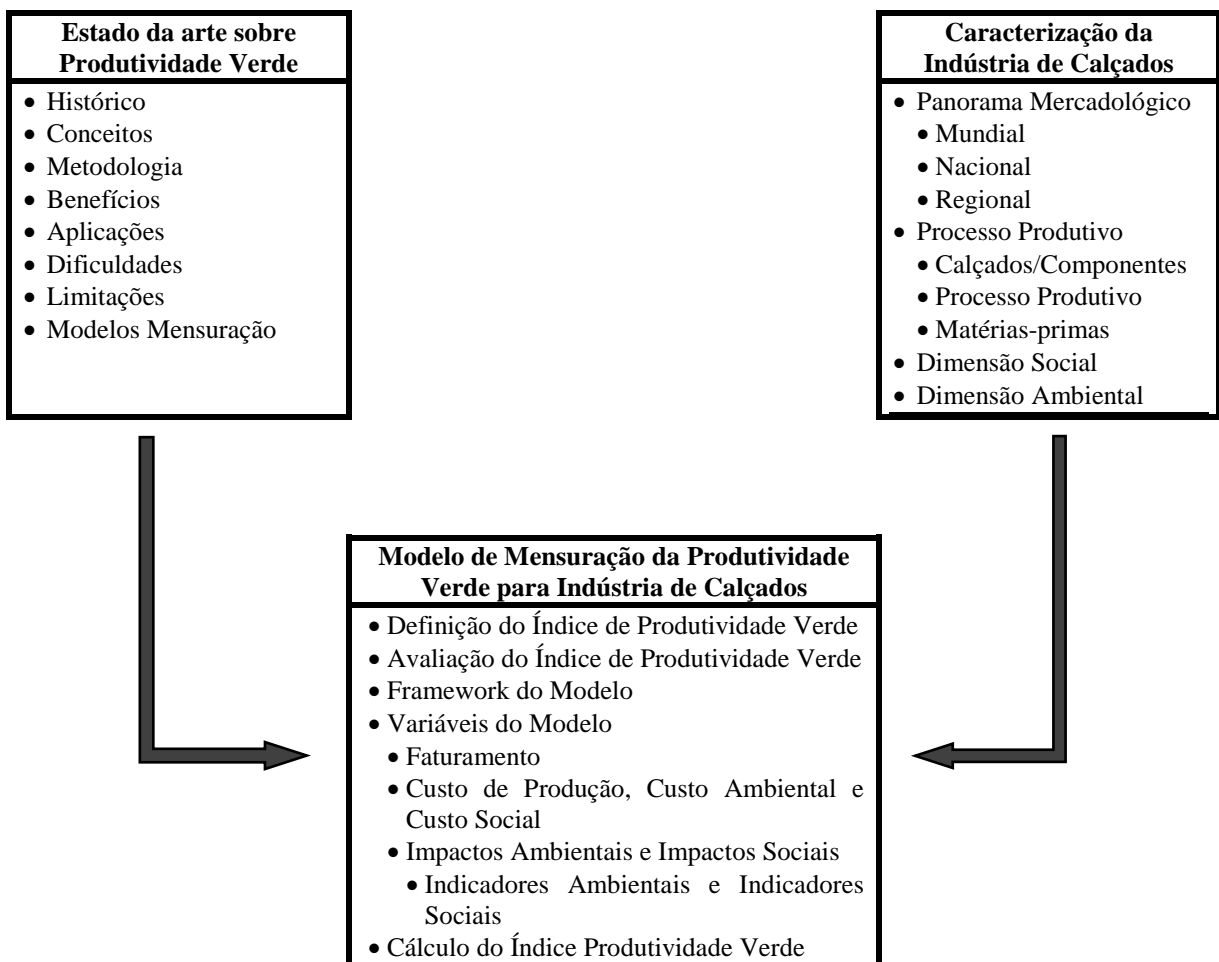 Estado da arte sobre
Produtividade Verde
• Histórico
• Conceitos
• Metodologia
• Benefícios
• Aplicações
• Dificuldades
• Limitações
• Modelos Mensuração
Caracterização da
Indústria de Calçados
• Panorama Mercadológico
• Mundial
• Nacional
• Regional
• Processo Produtivo
• Calçados/Componentes
• Processo Produtivo
• Matérias-primas
• Dimensão Social
• Dimensão Ambiental
Modelo de Mensuração da Produtividade
Verde para Indústria de Calçados
• Definição do Índice de Produtividade Verde
• Avaliação do Índice de Produtividade Verde
• Framework do Modelo
• Variáveis do Modelo
• Faturamento
• Custo de Produção, Custo Ambiental e
Custo Social
• Impactos Ambientais e Impactos Sociais
• Indicadores Ambientais e Indicadores
Sociais
• Cálculo do Índice Produtividade Verde